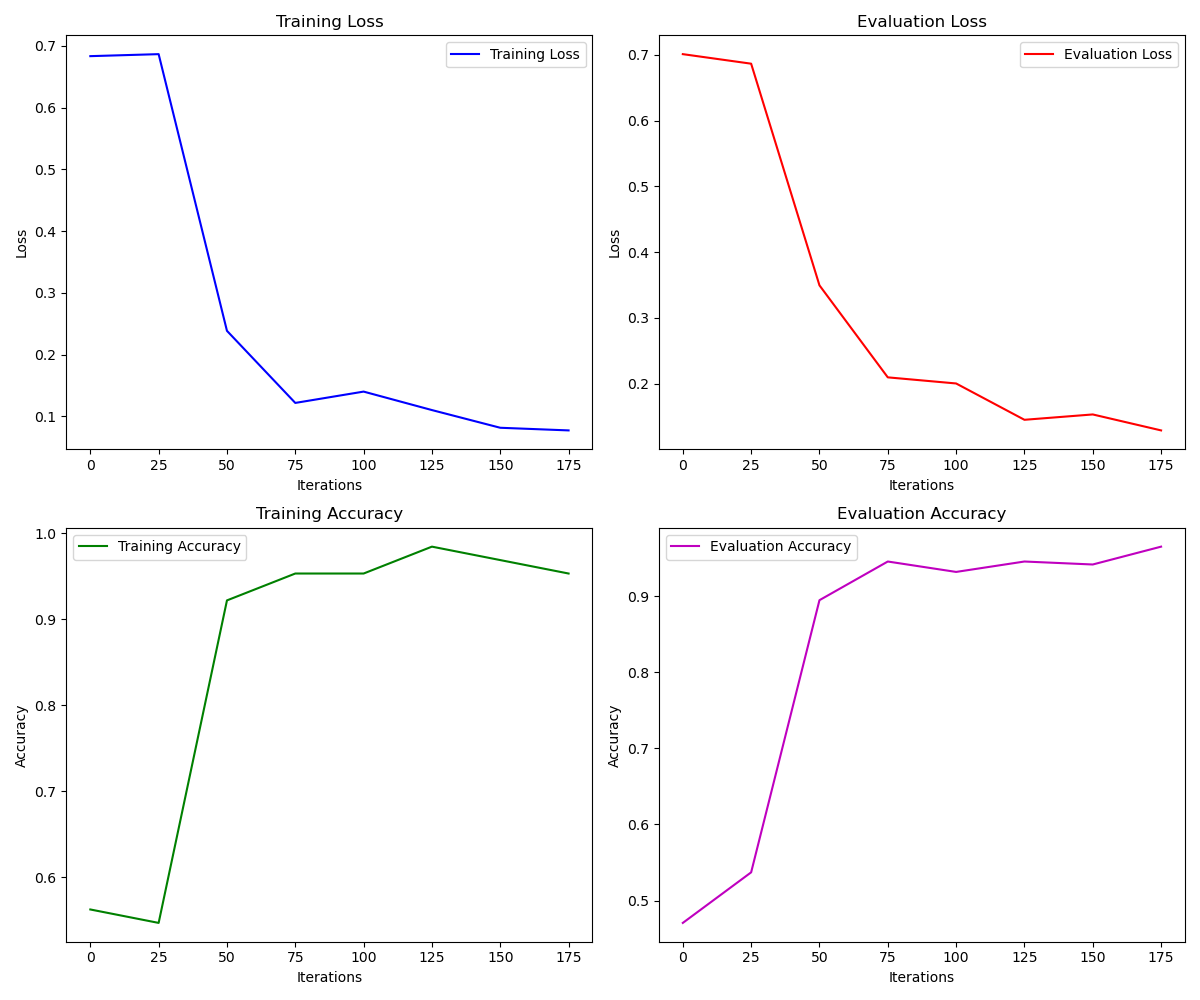 Training Loss
Training Loss
0.7
0.6
0.5
0.4
0.3
0.2
0.1
Loss
0 25 50 75 100 125 150 175
Iterations
Evaluation Loss
Evaluation Loss
0.7
0.6
0.5
0.4
0.3
0.2
Loss
0 25 50 75 100 125 150 175
Iterations
Training Accuracy
Training Accuracy
1.0
0.9
0.8
0.7
0.6
Accuracy
0 25 50 75 100 125 150 175
Iterations
Evaluation Accuracy
Evaluation Accuracy
0.9
0.8
0.7
0.6
0.5
Accuracy
0 25 50 75 100 125 150 175
Iterations